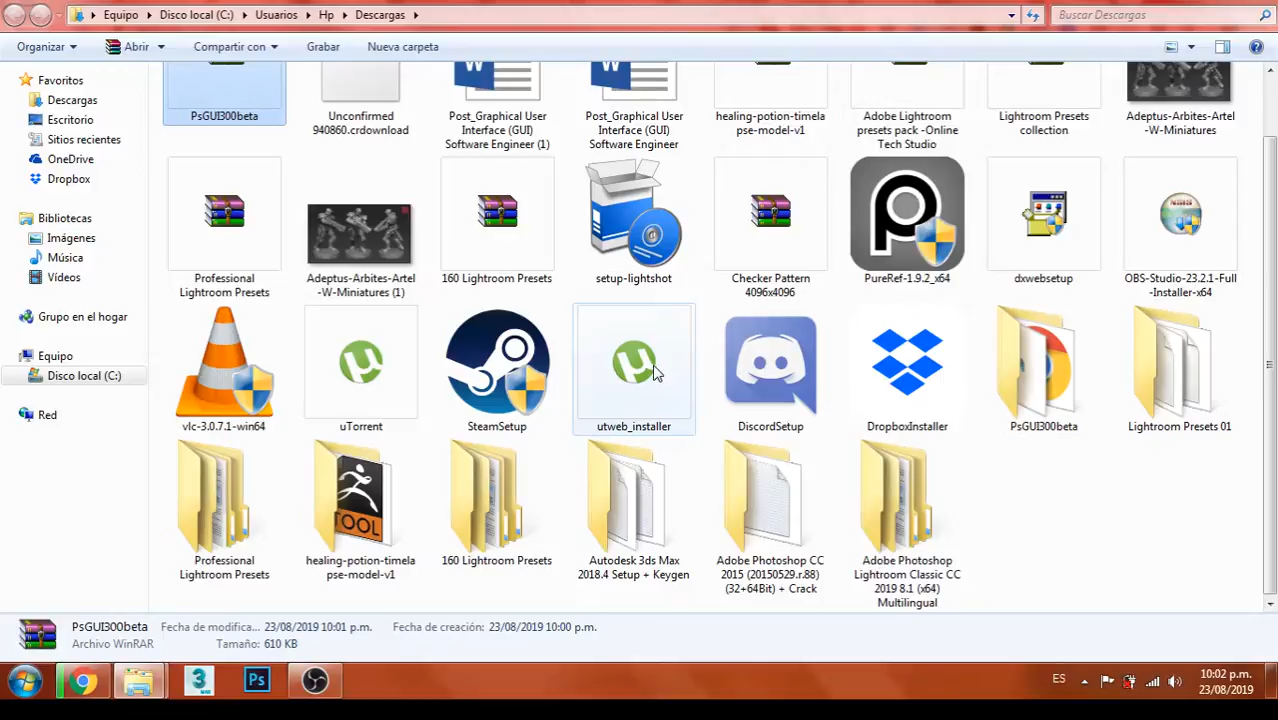 Equipo ▸ Disco local (C:) ▸ Usuarios ▸ Hp ▸ Descargas ▸
Buscar Descargas
Organizar Abrir Compartir con Grabar Nueva carpeta
Favoritos
Descargas
Escritorio
Sitios recientes
OneDrive
Dropbox
Bibliotecas
Imágenes
Música
Vídeos
Grupo en el hogar
Equipo
Disco local (C:)
Red
PsGUI300beta
Unconfirmed
940860.crdownload
Post_Graphical User
Interface (GUI)
Software Engineer (1)
Post_Graphical User
Interface (GUI)
Software Engineer
healing-potion-timela
pse-model-v1
Adobe Lightroom
presets pack -Online
Tech Studio
Lightroom Presets
collection
Adeptus-Arbites-Artel
-W-Miniatures
Professional
Lightroom Presets
Adeptus-Arbites-Artel
-W-Miniatures (1)
160 Lightroom Presets
setup-lightshot
Checker Pattern
4096x4096
PureRef-1.9.2_x64
dxwebsetup
OBS-Studio-23.2.1-Full
-Installer-x64
vlc-3.0.7.1-win64
uTorrent
SteamSetup
utweb_installer
DiscordSetup
DropboxInstaller
PsGUI300beta
Lightroom Presets 01
TOOL
Professional
Lightroom Presets
healing-potion-timela
pse-model-v1
160 Lightroom Presets
Autodesk 3ds Max
2018.4 Setup + Keygen
Adobe Photoshop CC
2015 (20150529.r.88)
(32+64Bit) + Crack
Adobe Photoshop
Lightroom Classic CC
2019 8.1 (x64)
Multilingual
PsGUI300beta Fecha de modifica... 23/08/2019 10:01 p.m. Fecha de creación: 23/08/2019 10:00 p.m.
Archivo WinRAR Tamaño: 610 KB
3
Ps
ES
10:02 p.m.
23/08/2019